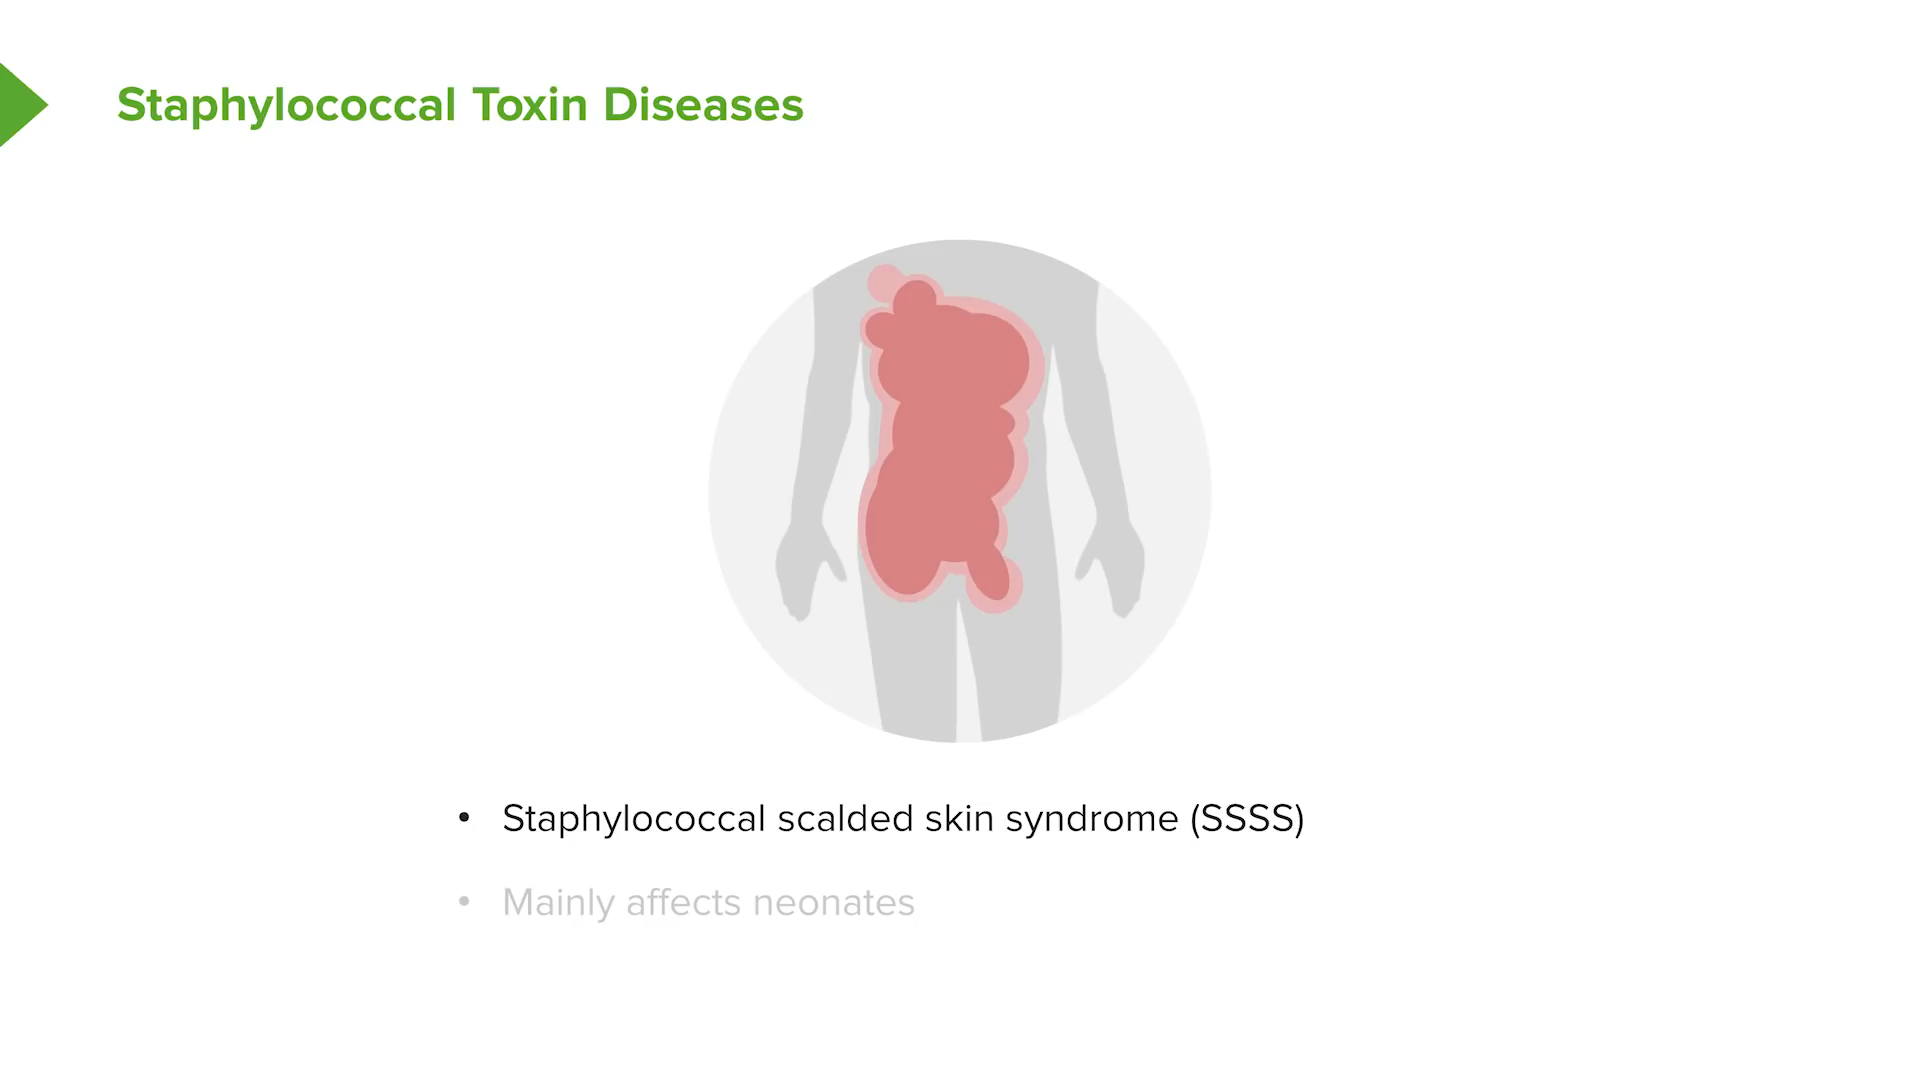 Staphylococcal Toxin Diseases
• Staphylococcal scalded skin syndrome (SSSS)
• Mainly affects neonates